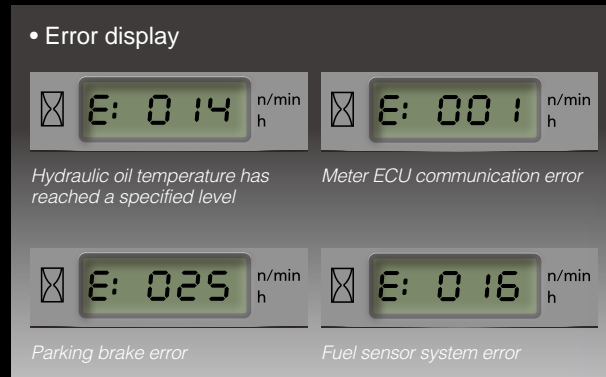 • Error display
E: 014 n/min
h
E: 001 n/min
h
Hydraulic oil temperature has
reached a specified level
Meter ECU communication error
E: 025 n/min
h
E: 016 n/min
h
Parking brake error
Fuel sensor system error